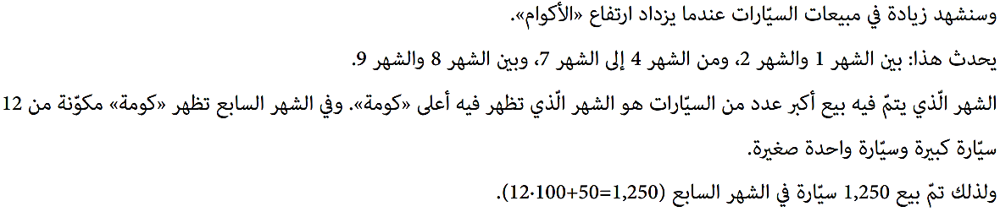 وسنشهد زيادة في مبيعات السيّارات عندما يزداد ارتفاع «الأكوام».
يحدث هذا: بين الشهر 1 والشهر 2، ومن الشهر 4 إلى الشهر 7، وبين الشهر 8 والشهر 9.
الشهر الّذي يتمّ فيه بيع أكبر عدد من السيّارات هو الشهر الّذي تظهر فيه أعلى «كومة». وفي الشهر السابع تظهر «كومة» مكوّنة من 12
سيّارة كبيرة وسيّارة واحدة صغيرة.
ولذلك تمّ بيع 1,250 سيّارة في الشهر السابع (12·100+50=1,250).